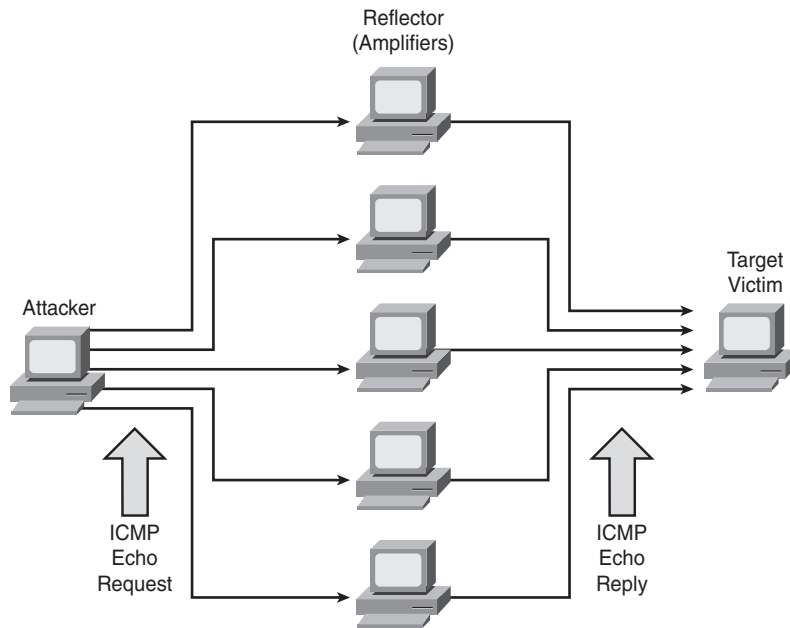 Reflector
(Amplifiers)
Target
Victim
Attacker
ICMP
Echo
Request
ICMP
Echo
Reply